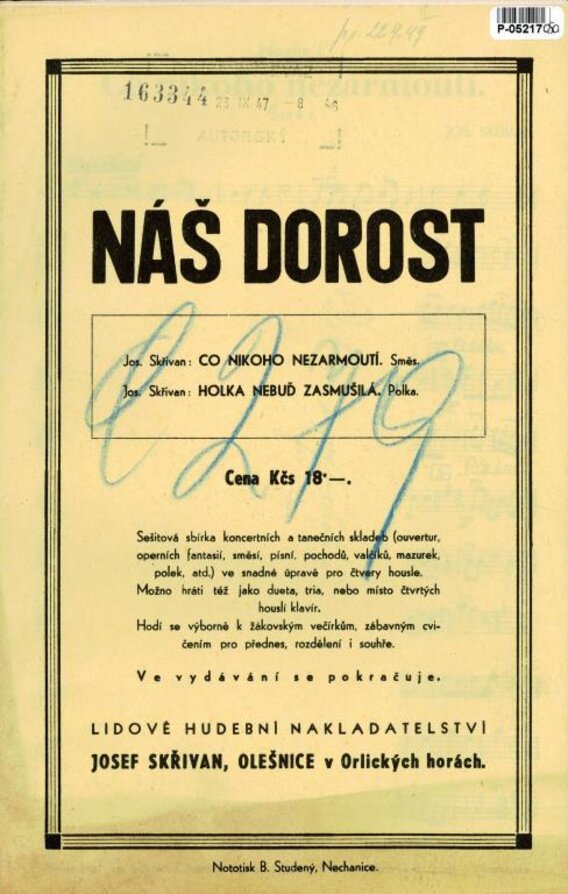 P-05217
163344 23 IX 47 -8 49
AUTORSKÝ
NÁŠ DOROST
Jos. Skřivan: CO NIKOHO NEZARMOUTÍ. Směs.
Jos. Skřivan: HOLKA NEBUĎ ZASMUŠILÁ. Polka.
Cena Kčs 18·—.
Sešitová sbírka koncertních a tanečních skladeb (ouvertur,
operních fantasií, směsí, písní, pochodů, valčíků, mazurek,
polek, atd.) ve snadné úpravě pro čtvery housle.
Možno hráti též jako dueta, tria, nebo místo čtvrtých
houslí klavír.
Hodí se výborně k žákovským večírkům, zábavným cvi-
čením pro přednes, rozdělení i souhře.
Ve vydávání se pokračuje.
LIDOVÉ HUDEBNÍ NAKLADATELSTVÍ
JOSEF SKŘIVAN, OLEŠNICE v Orlických horách.
Nototisk B. Studený, Nechanice.